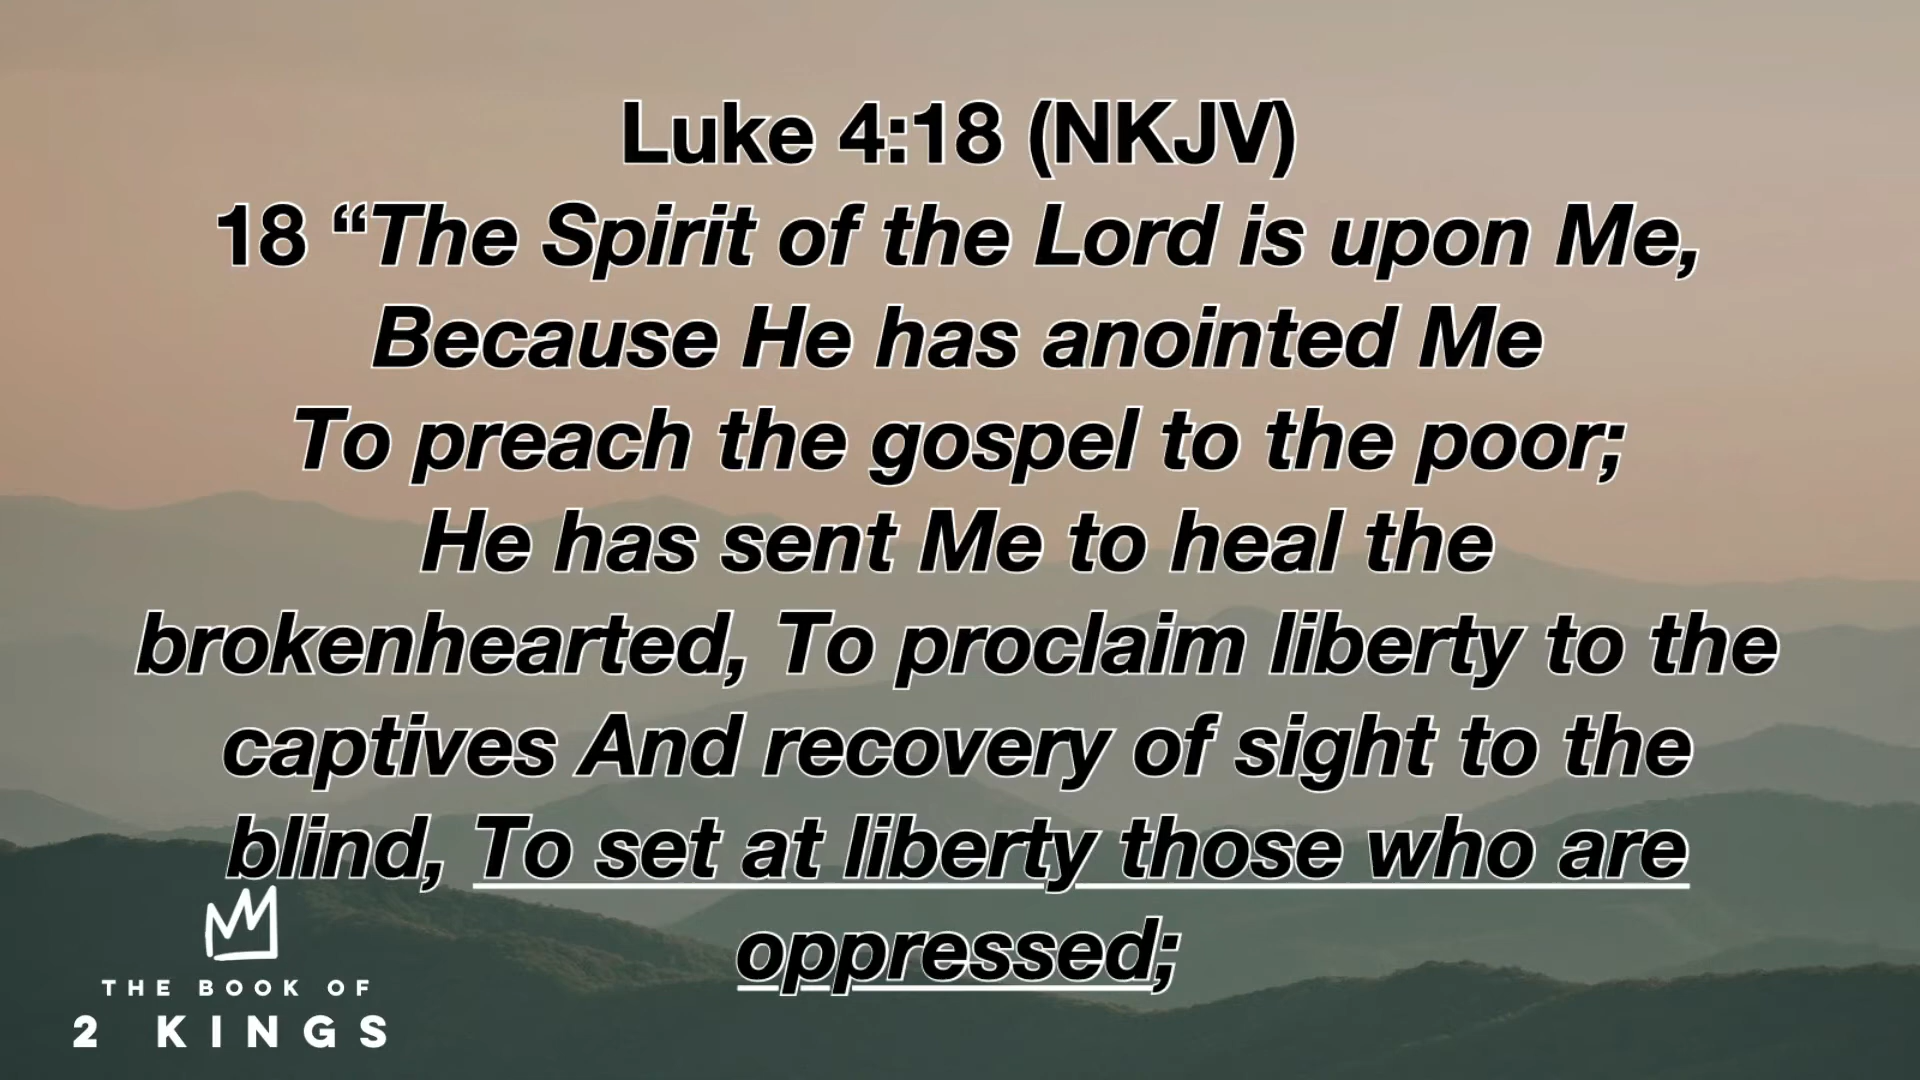 Luke 4:18 (NKJV)
18 “The Spirit of the Lord is upon Me,
Because He has anointed Me
To preach the gospel to the poor;
He has sent Me to heal the
brokenhearted, To proclaim liberty to the
captives And recovery of sight to the
blind, To set at liberty those who are
oppressed;
THE BOOK OF
2 KINGS